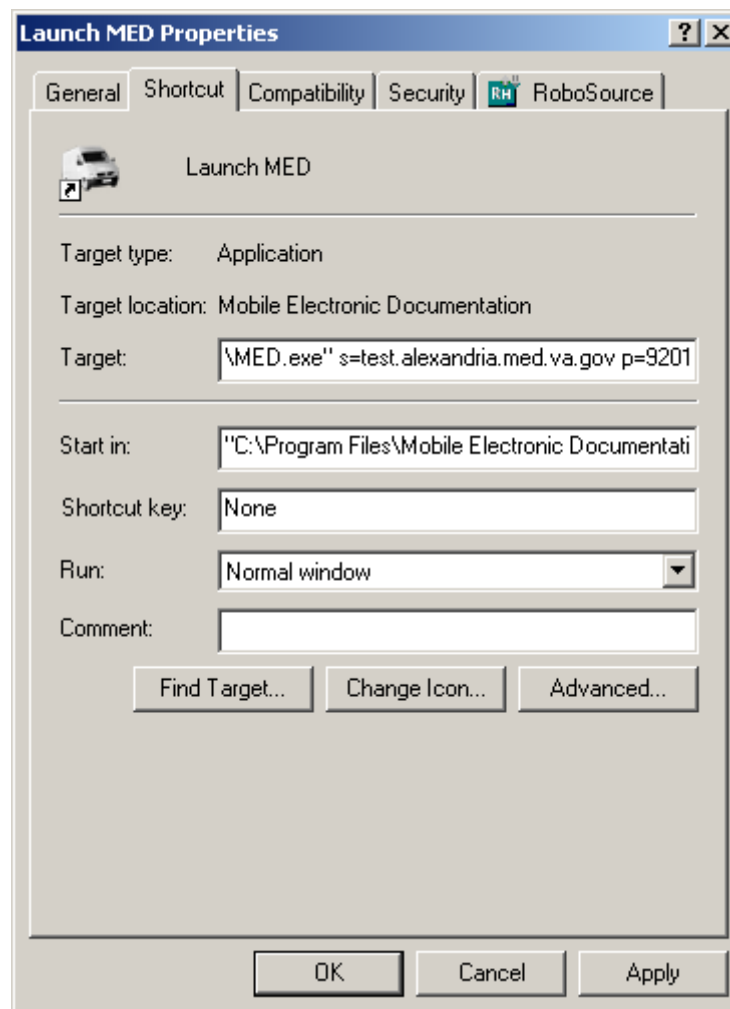 Launch MED Properties
General Shortcut Compatibility Security RH RoboSource
Launch MED
Target type: Application
Target location: Mobile Electronic Documentation
Target: \MED.exe" s=test.alexandria.med.va.gov p=9201
Start in: "C:\Program Files\Mobile Electronic Documentati
Shortcut key: None
Run: Normal window
Comment:
Find Target... Change Icon... Advanced...
OK Cancel Apply